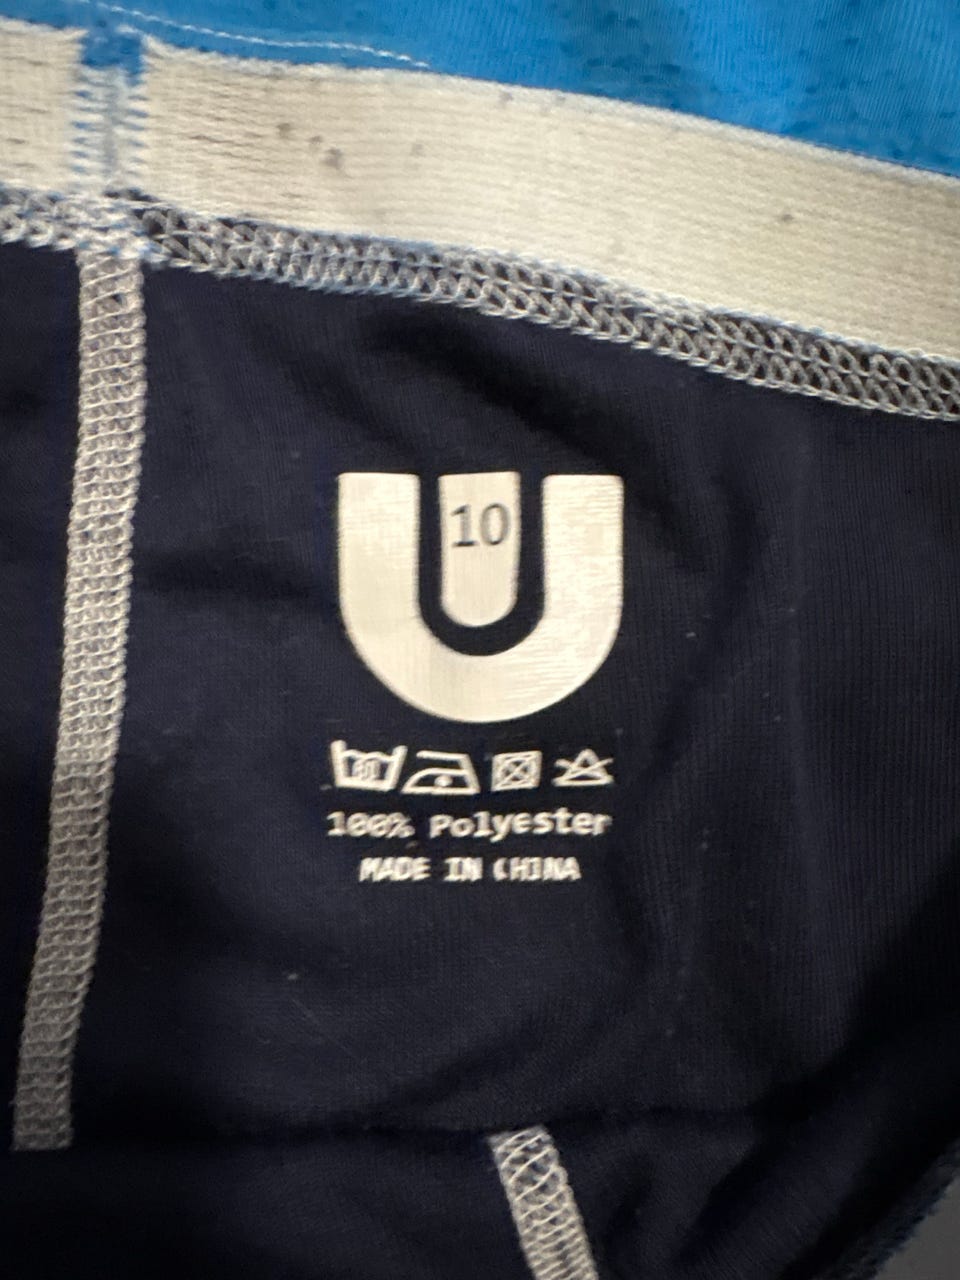 U
10
100% Polyester
MADE IN CHINA